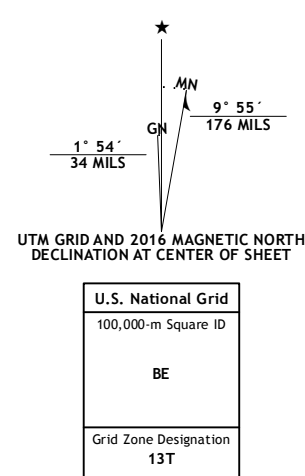 ★
MN
GN
9° 55´
176 MILS
1° 54´
34 MILS
UTM GRID AND 2016 MAGNETIC NORTH
DECLINATION AT CENTER OF SHEET
U.S. National Grid
100,000-m Square ID
BE
Grid Zone Designation
13T